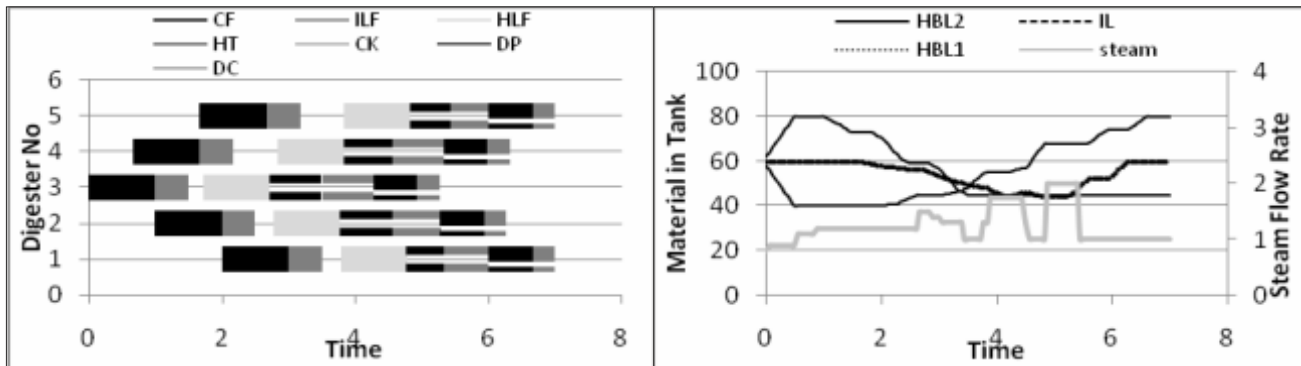 CF ILF HLF
HT CK DP
DC
6
5
4
3
2
1
0
Digester No
0 2 4 6 8
Time
HBL2 IL
HBL1 steam
100
80
60
40
20
0
Material in Tank
4
3
2
1
0
Steam Flow Rate
0 2 4 6 8
Time